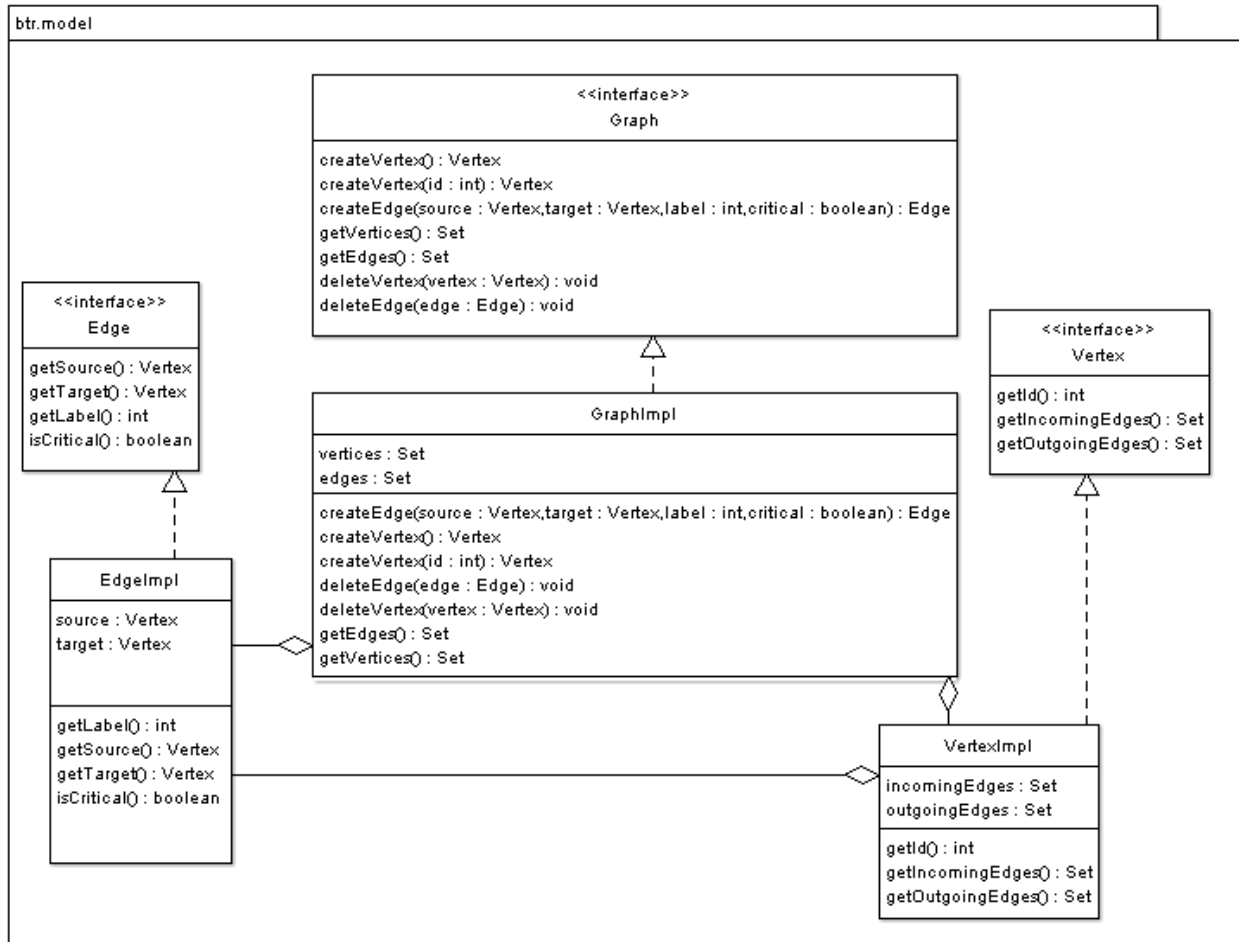 btr.model
<<interface>>
Graph
createVertex() : Vertex
createVertex(id : int) : Vertex
createEdge(source : Vertex,target : Vertex,label : int,critical : boolean) : Edge
getVertices() : Set
getEdges() : Set
deleteVertex(vertex : Vertex) : void
deleteEdge(edge : Edge) : void
<<interface>>
Edge
getSource() : Vertex
getTarget() : Vertex
getLabel() : int
isCritical() : boolean
<<interface>>
Vertex
getId() : int
getIncomingEdges() : Set
getOutgoingEdges() : Set
GraphImpl
vertices : Set
edges : Set
createEdge(source : Vertex,target : Vertex,label : int,critical : boolean) : Edge
createVertex() : Vertex
createVertex(id : int) : Vertex
deleteEdge(edge : Edge) : void
deleteVertex(vertex : Vertex) : void
getEdges() : Set
getVertices() : Set
EdgeImpl
source : Vertex
target : Vertex
getLabel() : int
getSource() : Vertex
getTarget() : Vertex
isCritical() : boolean
VertexImpl
incomingEdges : Set
outgoingEdges : Set
getId() : int
getIncomingEdges() : Set
getOutgoingEdges() : Set